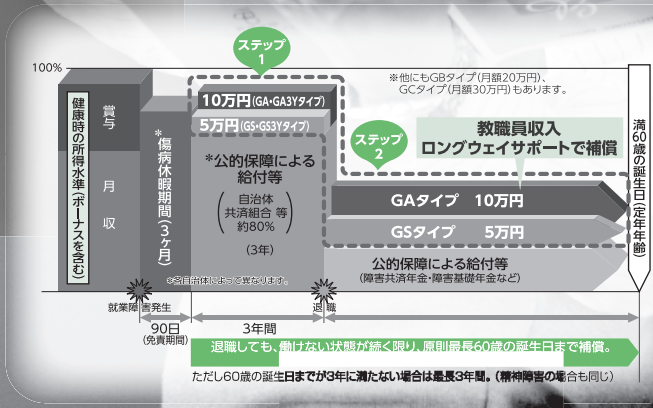 ステップ
1
100%
※他にもGBタイプ(月額20万円)、
GCタイプ(月額30万円)もあります。
健康時の所得水準(ボーナスを含む)
賞与
月収
*傷病休暇期間(3ヶ月)
10万円(GA・GA3Yタイプ)
5万円(GS・GS3Yタイプ)
*公的保障による
給付等
(自治体
共済組合 等
約80%)
(3年)
*各自治体によって異なります。
ステップ
2
教職員収入
ロングウェイサポートで補償
GAタイプ 10万円
GSタイプ 5万円
公的保障による給付等
(障害共済年金・障害基礎年金など)
満60歳の誕生日(定年年齢)
就業障害発生
退職
90日
(免責期間)
3年間
退職しても、働けない状態が続く限り、原則最長60歳の誕生日まで補償。
ただし60歳の誕生日までが3年に満たない場合は最長3年間。(精神障害の場合も同じ)